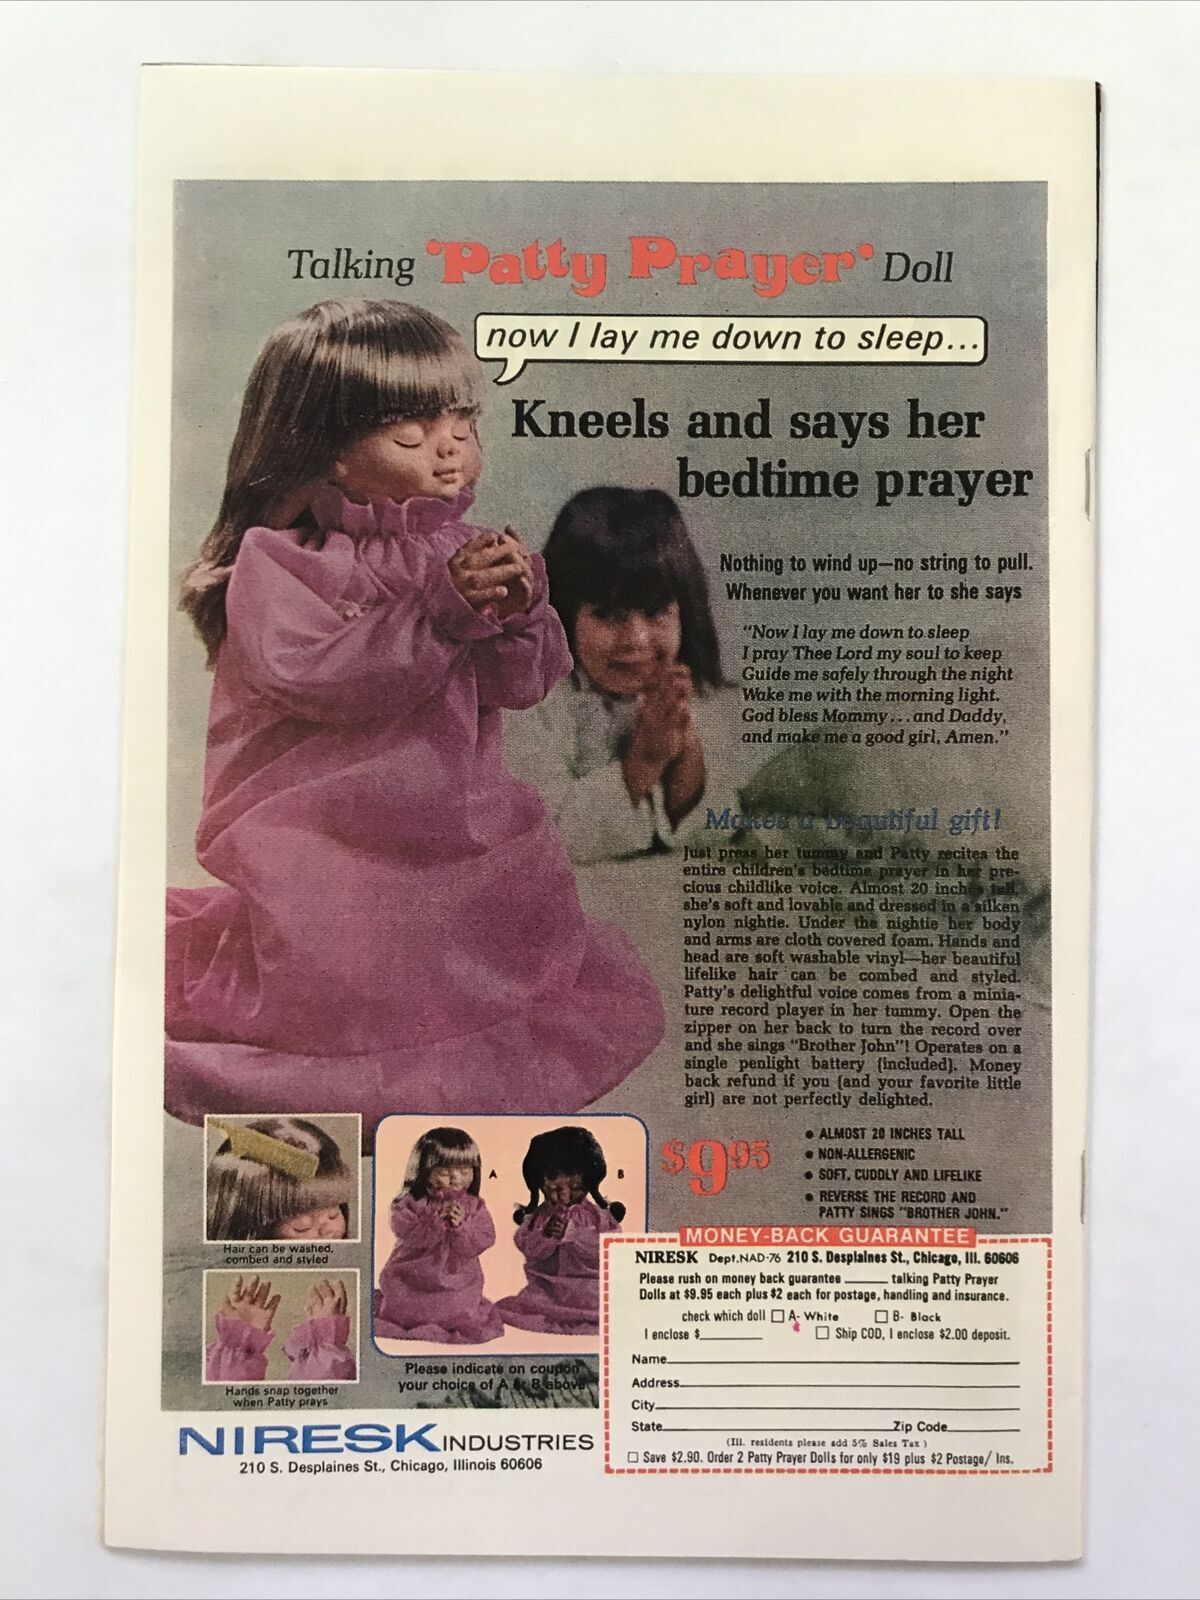 Talking 'Patty Prayer' Doll
now I lay me down to sleep...
Kneels and says her
bedtime prayer
Nothing to wind up—no string to pull.
Whenever you want her to she says
"Now I lay me down to sleep
I pray Thee Lord my soul to keep
Guide me safely through the night
Wake me with the morning light.
God bless Mommy...and Daddy,
and make me a good girl, Amen."
Makes a beautiful gift!
Just press her tummy and Patty recites the
entire children's bedtime prayer in her pre-
cious childlike voice. Almost 20 inches tall,
she's soft and lovable and dressed in a silken
nylon nightie. Under the nightie her body
and arms are cloth covered foam. Hands and
head are soft washable vinyl—her beautiful
lifelike hair can be combed and styled.
Patty's delightful voice comes from a minia-
ture record player in her tummy. Open the
zipper on her back to turn the record over
and she sings "Brother John"! Operates on a
single penlight battery (included). Money
back refund if you (and your favorite little
girl) are not perfectly delighted.
$9.95
• ALMOST 20 INCHES TALL
• NON-ALLERGENIC
• SOFT, CUDDLY AND LIFELIKE
• REVERSE THE RECORD AND
PATTY SINGS "BROTHER JOHN."
Hair can be washed,
combed and styled
Hands snap together
when Patty prays
A
B
Please indicate on coupon
your choice of A or B above
NIRESK INDUSTRIES
210 S. Desplaines St., Chicago, Illinois 60606
MONEY-BACK GUARANTEE
NIRESK Dept.NAD-76 210 S. Desplaines St., Chicago, Ill. 60606
Please rush on money back guarantee ______ talking Patty Prayer
Dolls at $9.95 each plus $2 each for postage, handling and insurance.
check which doll ☐ A- White ☐ B- Black
I enclose $________ ☐ Ship COD, I enclose $2.00 deposit.
Name
Address
City
State Zip Code
(Ill. residents please add 5% Sales Tax)
☐ Save $2.90. Order 2 Patty Prayer Dolls for only $19 plus $2 Postage/ Ins.